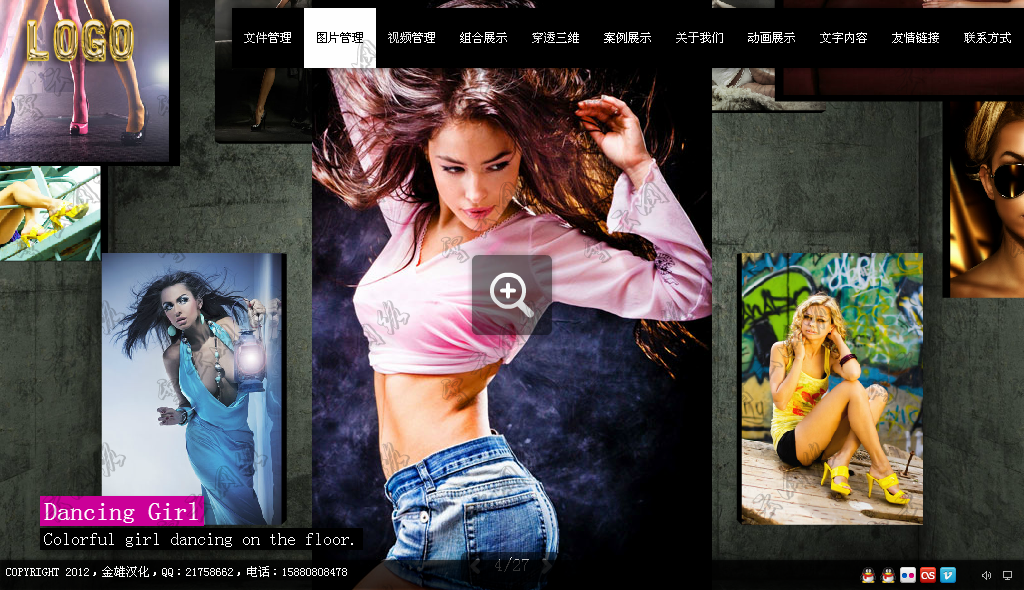 LOGO
文件管理 图片管理 视频管理 组合展示 穿透三维 案例展示 关于我们 动画展示 文字内容 友情链接 联系方式
Dancing Girl
Colorful girl dancing on the floor.
4/27
COPYRIGHT 2012，金雄汉化，QQ：21758662，电话：15880808478